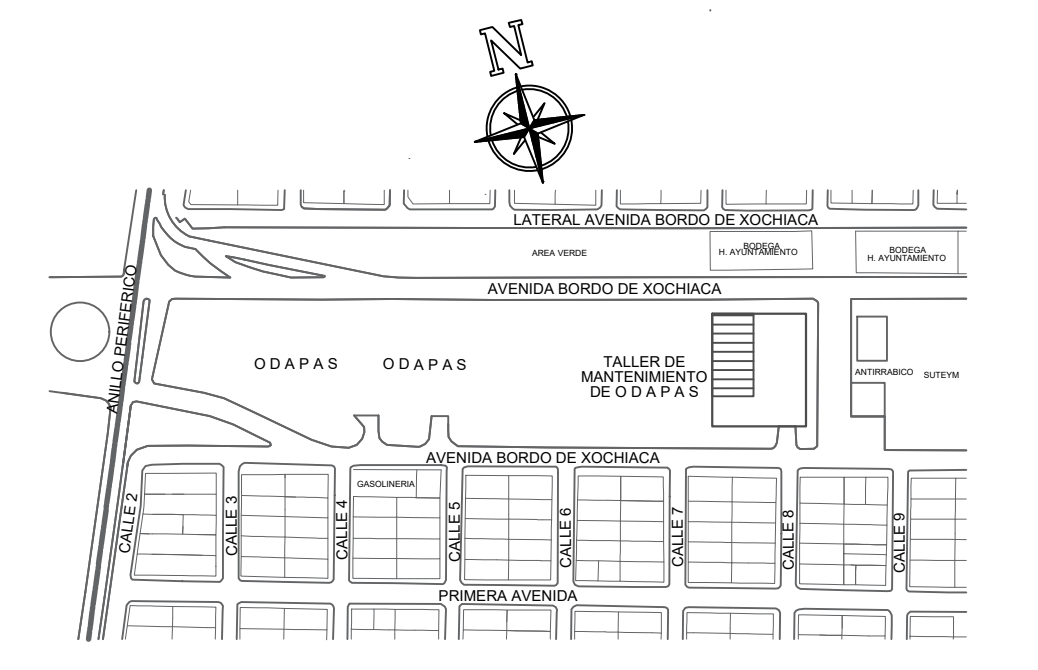 N
LATERAL AVENIDA BORDO DE XOCHIACA
AREA VERDE
BODEGA
H. AYUNTAMIENTO
BODEGA
H. AYUNTAMIENTO
AVENIDA BORDO DE XOCHIACA
ANILLO PERIFERICO
O D A P A S
O D A P A S
TALLER DE
MANTENIMIENTO
DE O D A P A S
ANTIRRABICO
SUTEYM
AVENIDA BORDO DE XOCHIACA
GASOLINERIA
CALLE 2
CALLE 3
CALLE 4
CALLE 5
CALLE 6
CALLE 7
CALLE 8
CALLE 9
PRIMERA AVENIDA